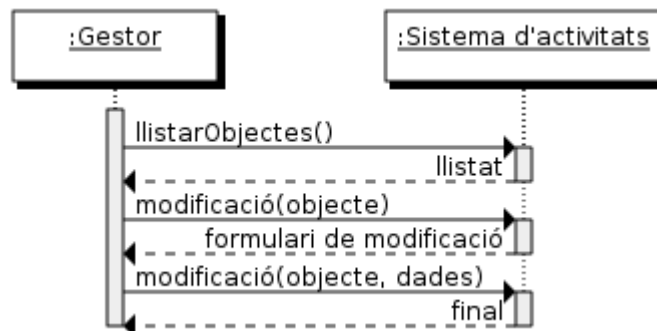 :Gestor
:Sistema d'activitats
llistarObjectes()
llistat
modificació(objecte)
formulari de modificació
modificació(objecte, dades)
final